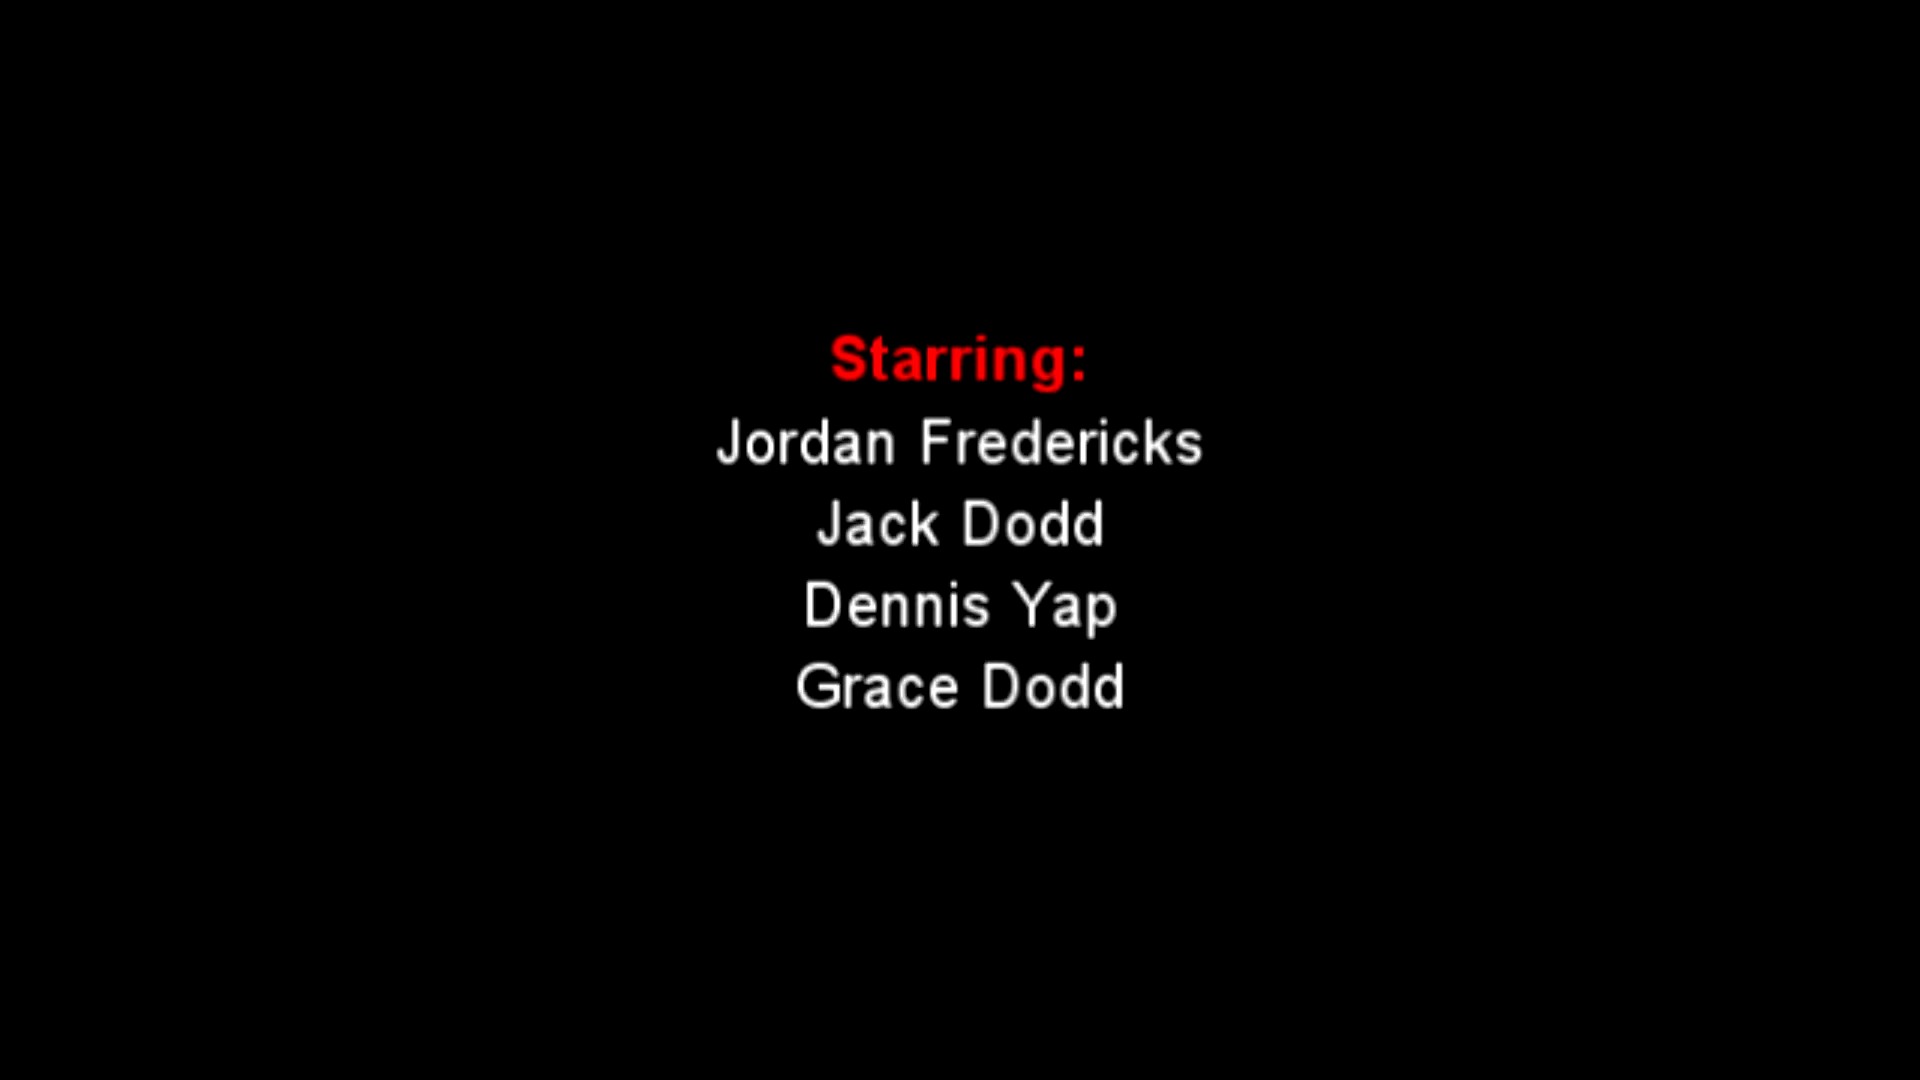 Starring:
Jordan Fredericks
Jack Dodd
Dennis Yap
Grace Dodd